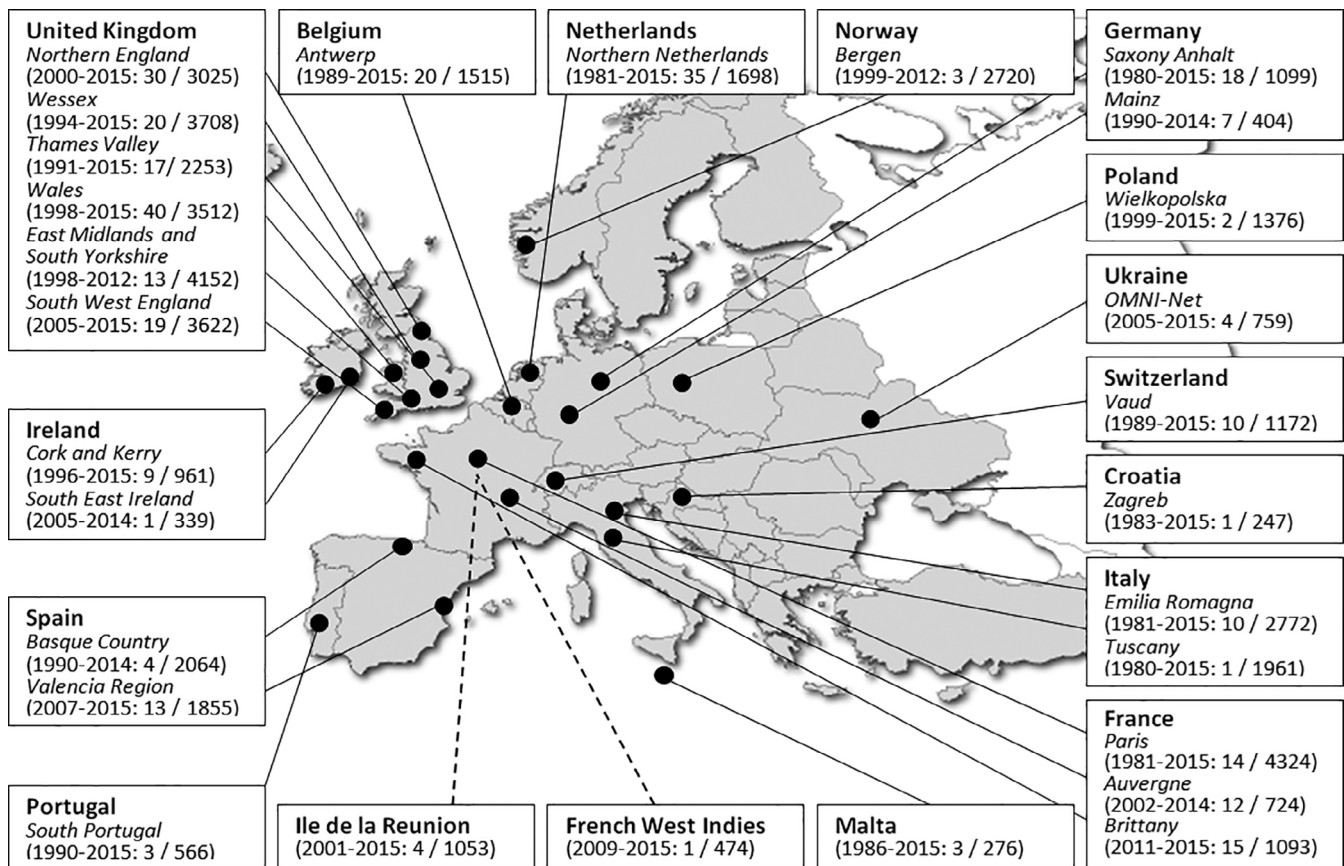 United Kingdom
Northern England
(2000-2015: 30 / 3025)
Wessex
(1994-2015: 20 / 3708)
Thames Valley
(1991-2015: 17/ 2253)
Wales
(1998-2015: 40 / 3512)
East Midlands and
South Yorkshire
(1998-2012: 13 / 4152)
South West England
(2005-2015: 19 / 3622)
Belgium
Antwerp
(1989-2015: 20 / 1515)
Netherlands
Northern Netherlands
(1981-2015: 35 / 1698)
Norway
Bergen
(1999-2012: 3 / 2720)
Germany
Saxony Anhalt
(1980-2015: 18 / 1099)
Mainz
(1990-2014: 7 / 404)
Poland
Wielkopolska
(1999-2015: 2 / 1376)
Ukraine
OMNI-Net
(2005-2015: 4 / 759)
Switzerland
Vaud
(1989-2015: 10 / 1172)
Croatia
Zagreb
(1983-2015: 1 / 247)
Italy
Emilia Romagna
(1981-2015: 10 / 2772)
Tuscany
(1980-2015: 1 / 1961)
France
Paris
(1981-2015: 14 / 4324)
Auvergne
(2002-2014: 12 / 724)
Brittany
(2011-2015: 15 / 1093)
Ireland
Cork and Kerry
(1996-2015: 9 / 961)
South East Ireland
(2005-2014: 1 / 339)
Spain
Basque Country
(1990-2014: 4 / 2064)
Valencia Region
(2007-2015: 13 / 1855)
Portugal
South Portugal
(1990-2015: 3 / 566)
Ile de la Reunion
(2001-2015: 4 / 1053)
French West Indies
(2009-2015: 1 / 474)
Malta
(1986-2015: 3 / 276)